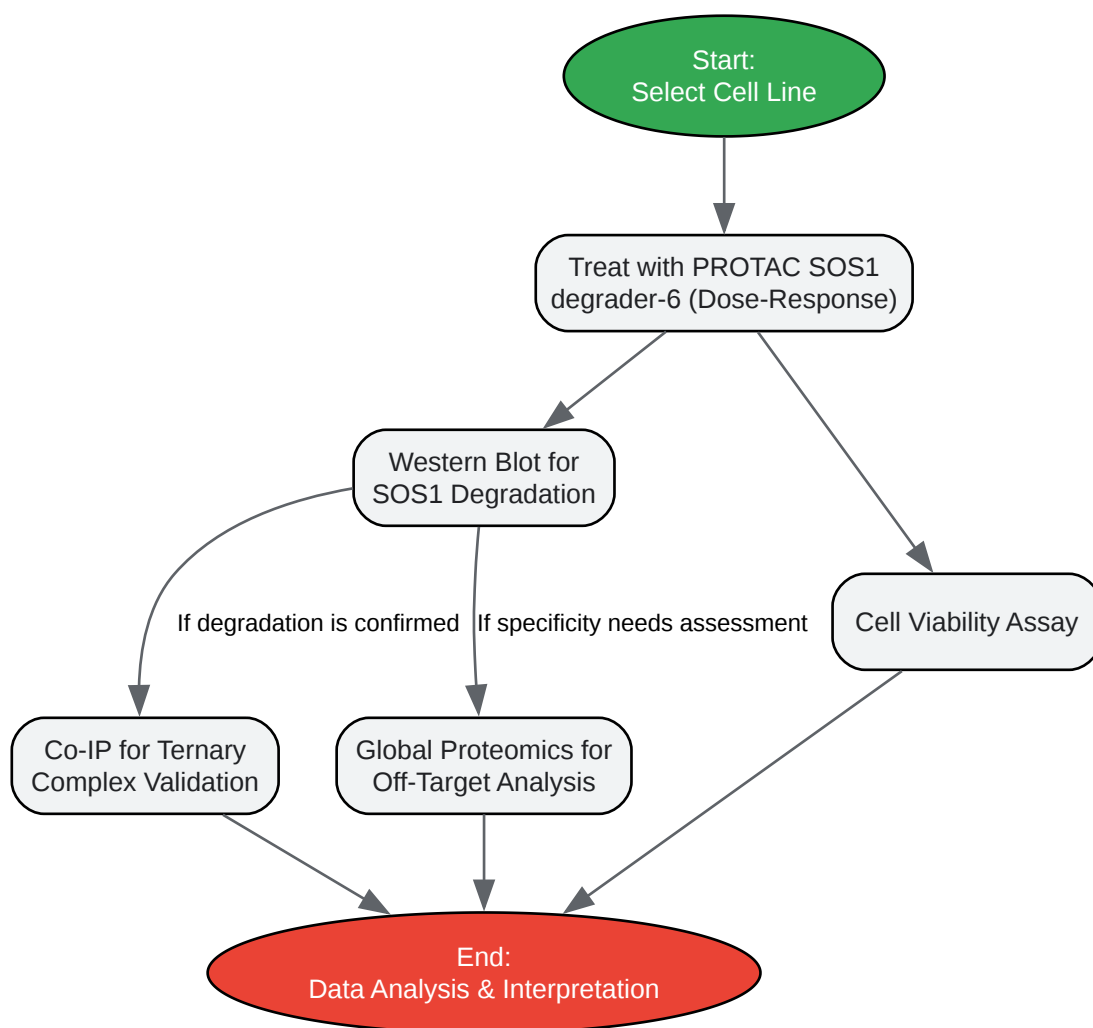 Start:
Select Cell Line
Treat with PROTAC SOS1
degrader-6 (Dose-Response)
Western Blot for
SOS1 Degradation
If degradation is confirmed
If specificity needs assessment
Cell Viability Assay
Co-IP for Ternary
Complex Validation
Global Proteomics for
Off-Target Analysis
End:
Data Analysis & Interpretation